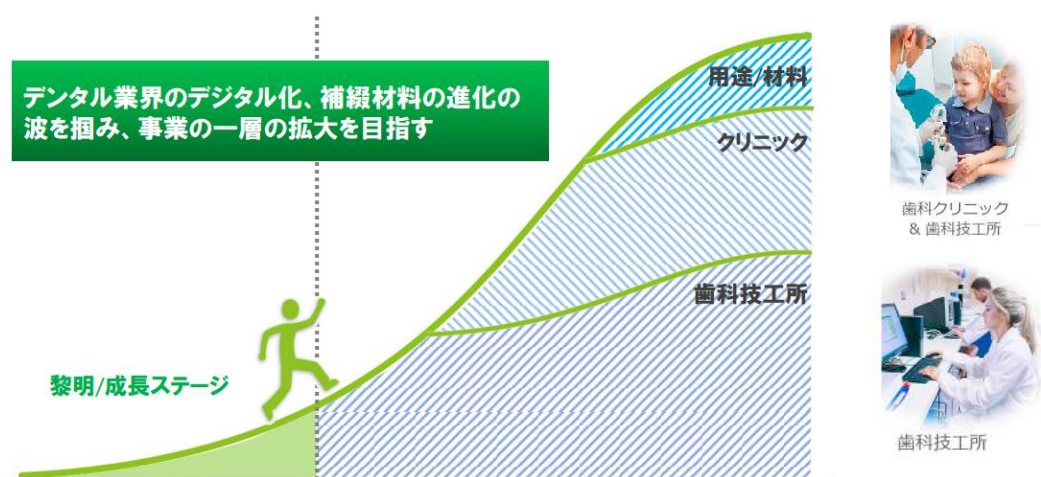 デンタル業界のデジタル化、補綴材料の進化の
波を掴み、事業の一層の拡大を目指す
用途/材料
クリニック
歯科技工所
黎明/成長ステージ
歯科クリニック
& 歯科技工所
歯科技工所